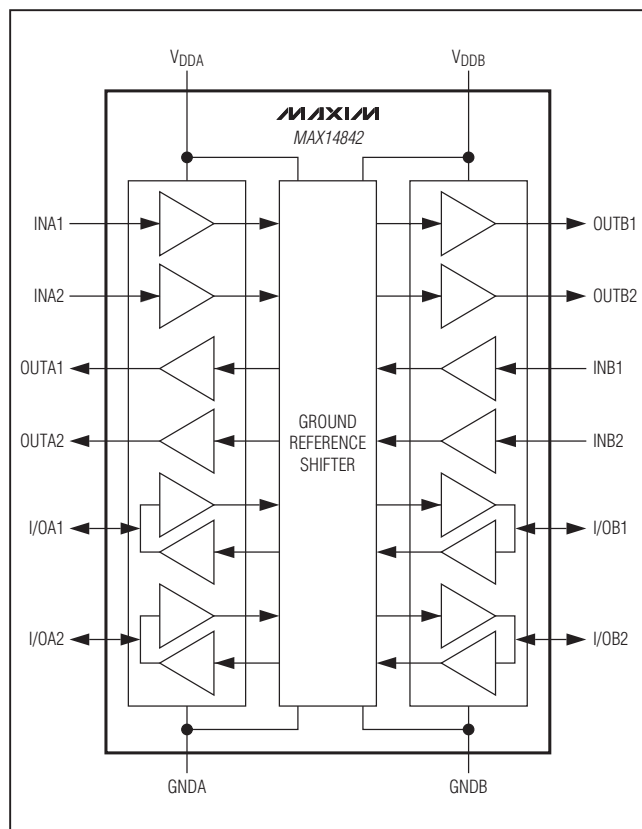 VDDA VDDB
MAXIM
MAX14842
INA1 OUTB1
INA2 OUTB2
OUTA1 INB1
OUTA2 INB2
GROUND
REFERENCE
SHIFTER
I/OA1 I/OB1
I/OA2 I/OB2
GNDA GNDB